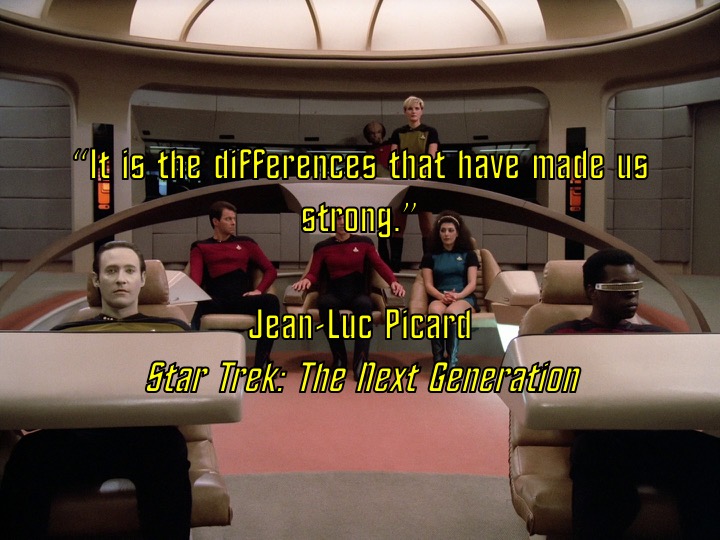 “It is the differences that have made us
strong.”
Jean-Luc Picard
Star Trek: The Next Generation